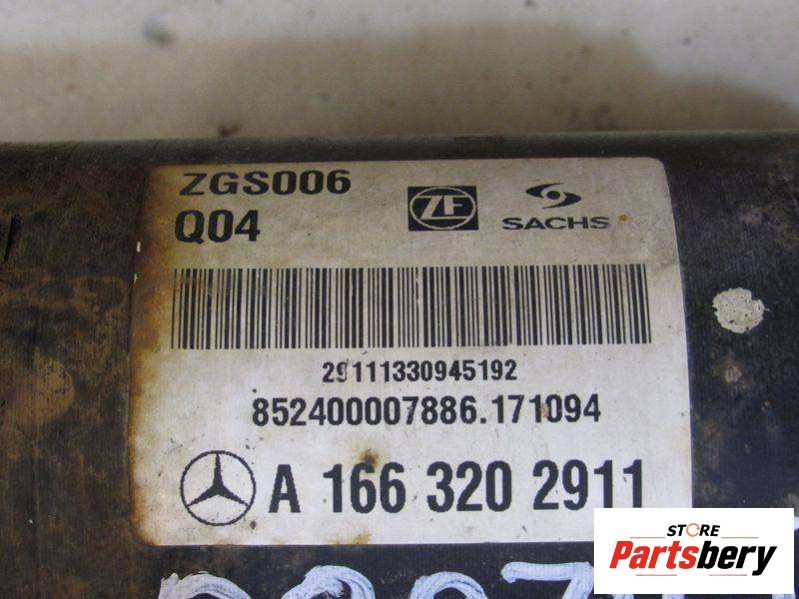 ZGS006
Q04
ZF
SACHS
29111330945192
852400007886.171094
A 166 320 2911
STORE
Partsbery